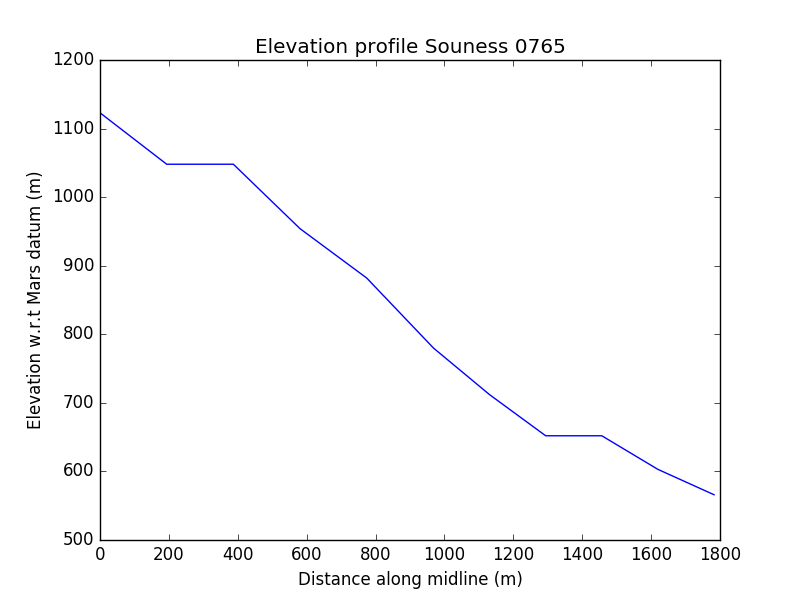 Elevation profile Souness 0765
1200
1100
1000
900
800
700
600
500
Elevation w.r.t Mars datum (m)
0 200 400 600 800 1000 1200 1400 1600 1800
Distance along midline (m)